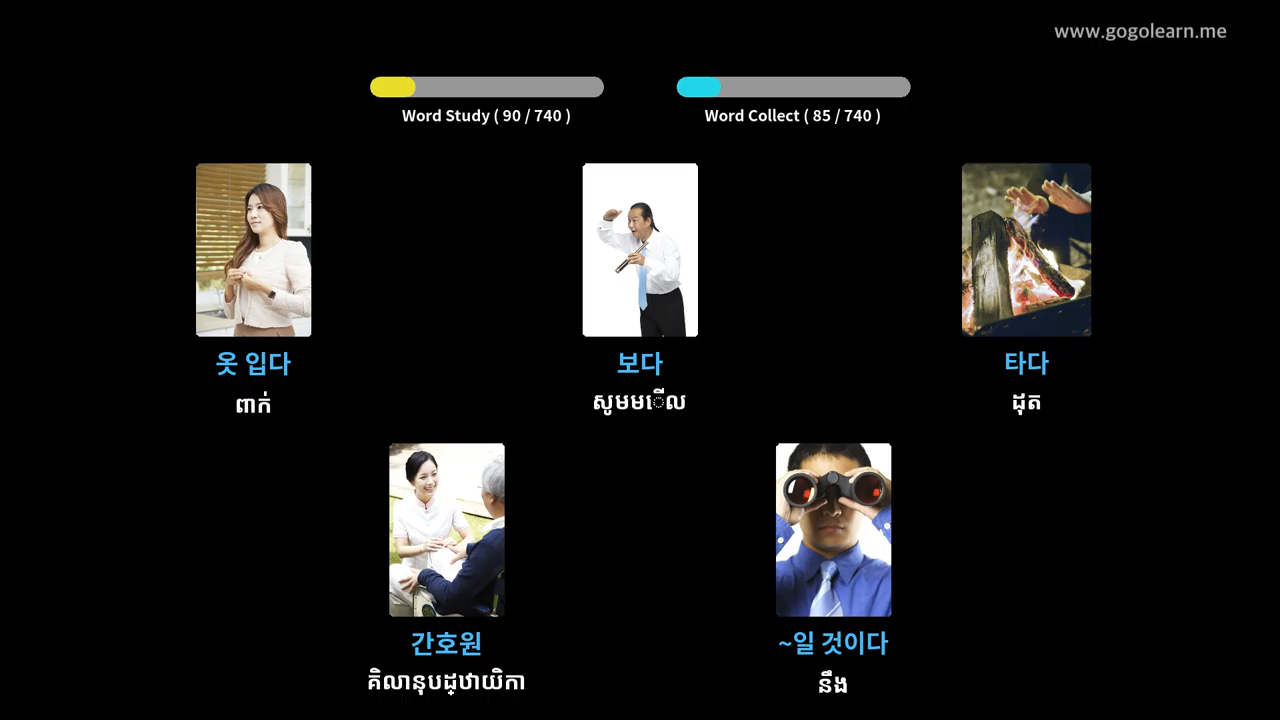 www.gogolearn.me
Word Study ( 90 / 740 )
Word Collect ( 85 / 740 )
옷 입다
보다
타다
ពាក់
សូមមេីល
ដុត
간호원
~일 것이다
គិលានុបដ្ឋាយិកា
នឹង